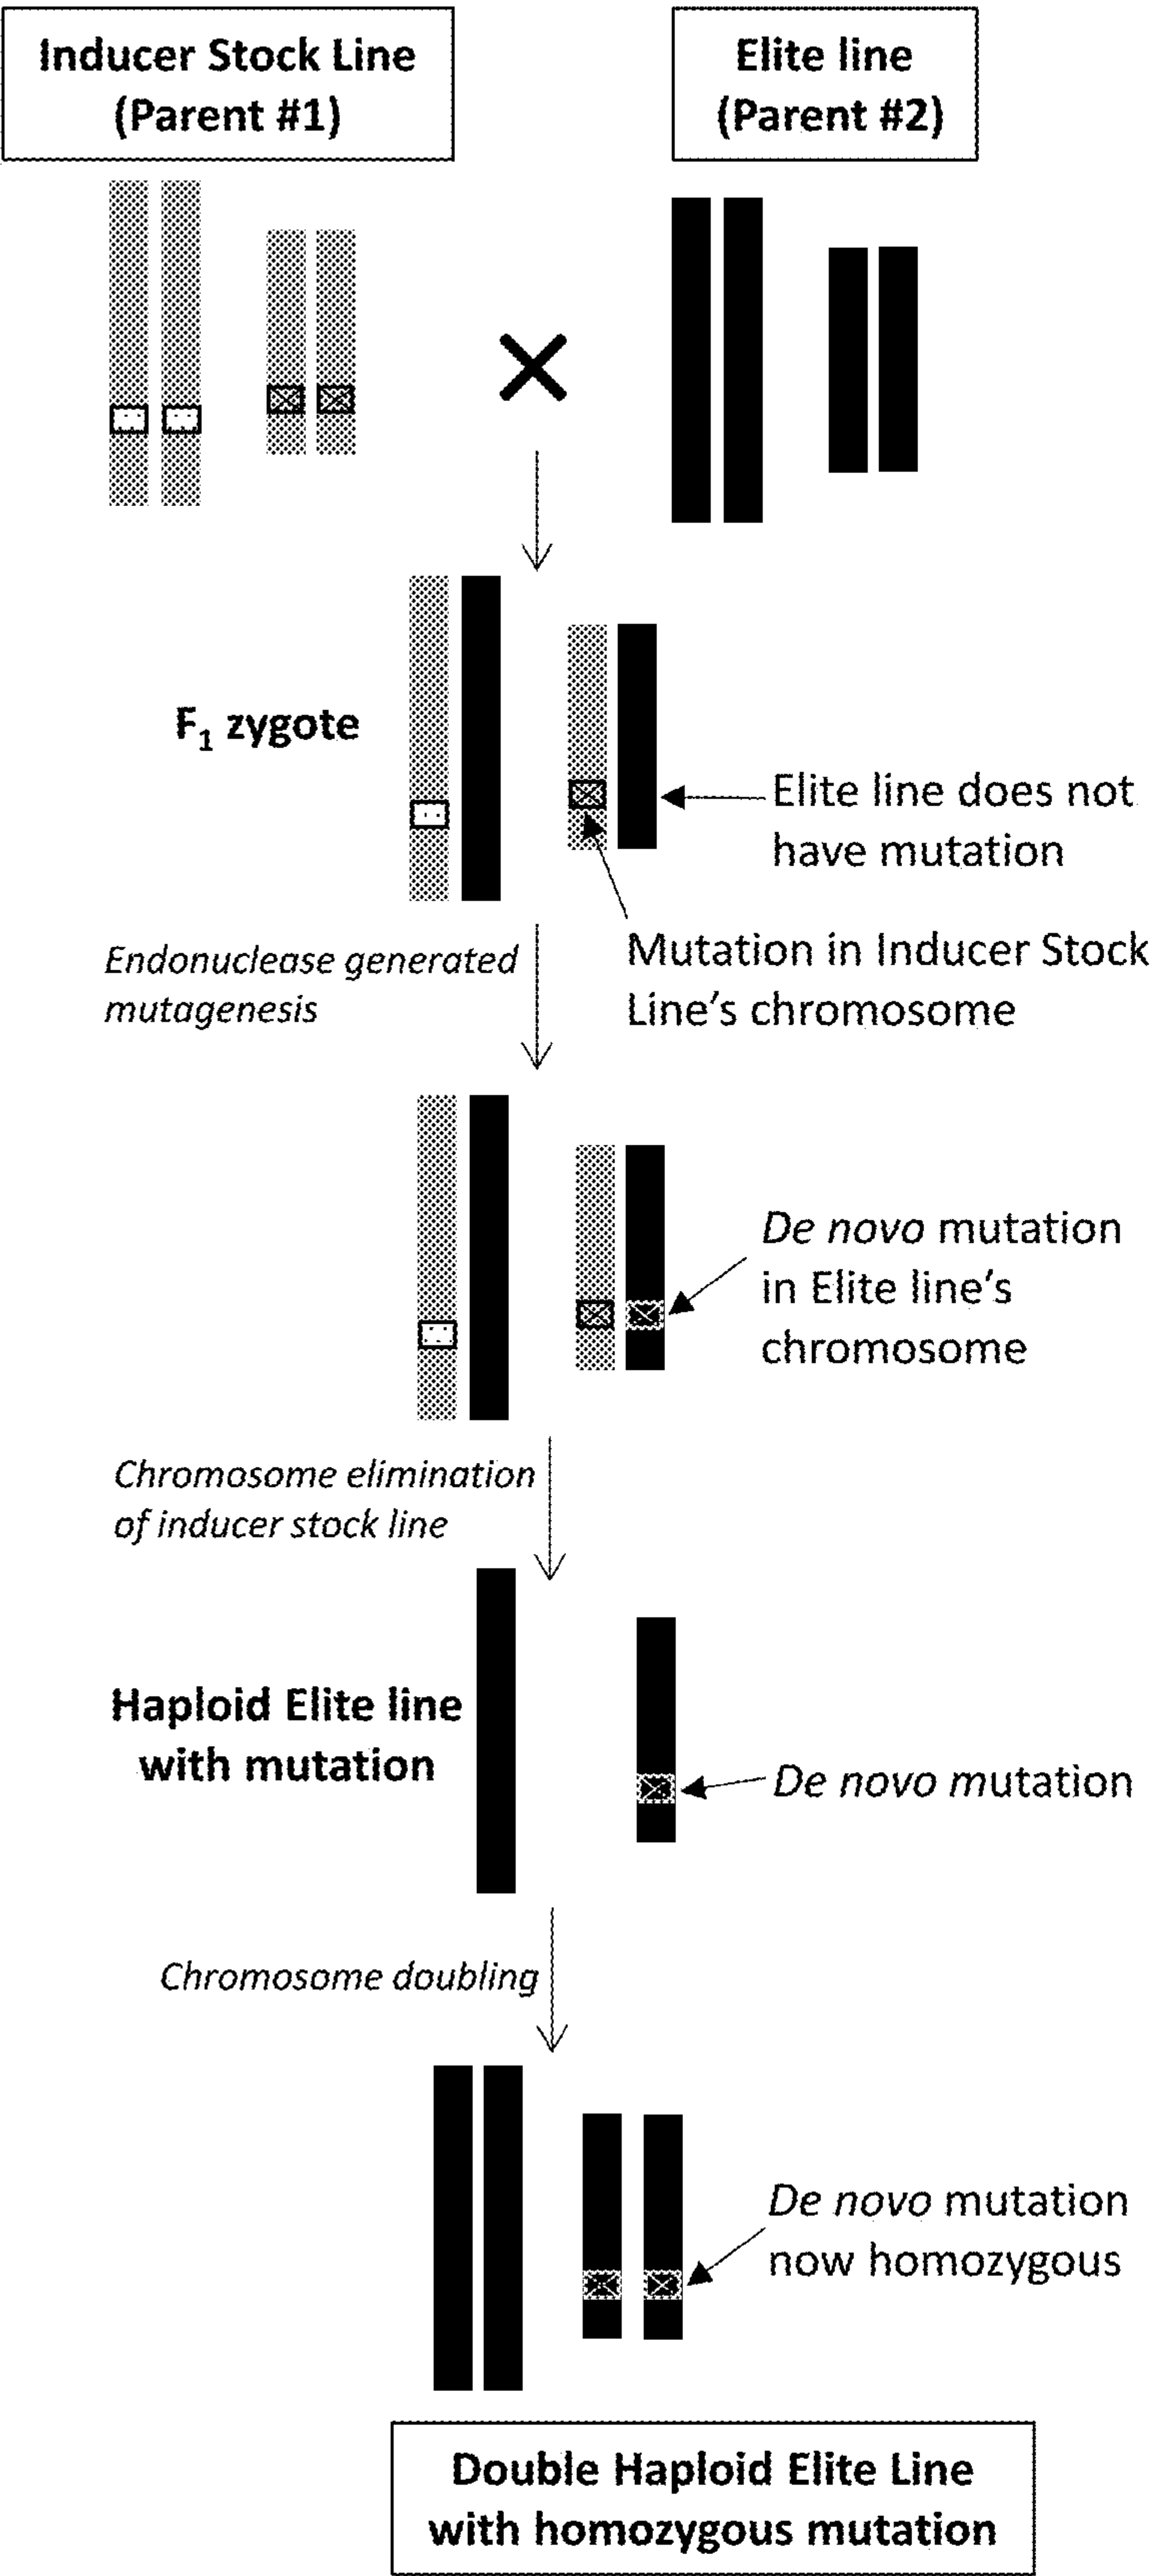 Inducer Stock Line
(Parent #1)
Elite line
(Parent #2)
F₁ zygote
Elite line does not
have mutation
Mutation in Inducer Stock
Line's chromosome
Endonuclease generated
mutagenesis
De novo mutation
in Elite line's
chromosome
Chromosome elimination
of inducer stock line
Haploid Elite line
with mutation
De novo mutation
Chromosome doubling
De novo mutation
now homozygous
Double Haploid Elite Line
with homozygous mutation